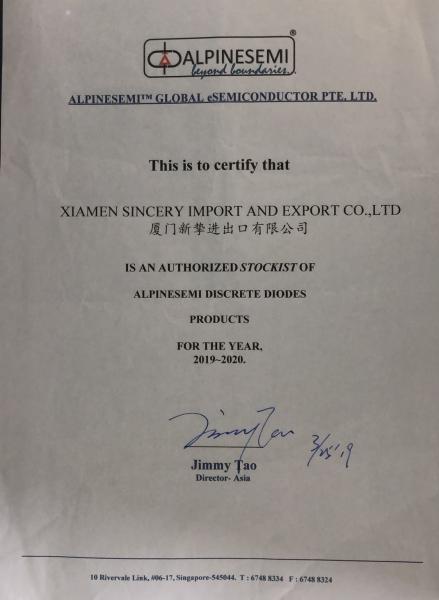 ALPINESEMI®
beyond boundaries.
ALPINESEMI™ GLOBAL eSEMICONDUCTOR PTE. LTD.
This is to certify that
XIAMEN SINCERY IMPORT AND EXPORT CO.,LTD
厦门新挚进出口有限公司
IS AN AUTHORIZED STOCKIST OF
ALPINESEMI DISCRETE DIODES
PRODUCTS
FOR THE YEAR,
2019~2020.
Jimmy Tao
Jimmy Tao
Director- Asia
10 Rivervale Link, #06-17, Singapore-545044. T : 6748 8334 F : 6748 8324